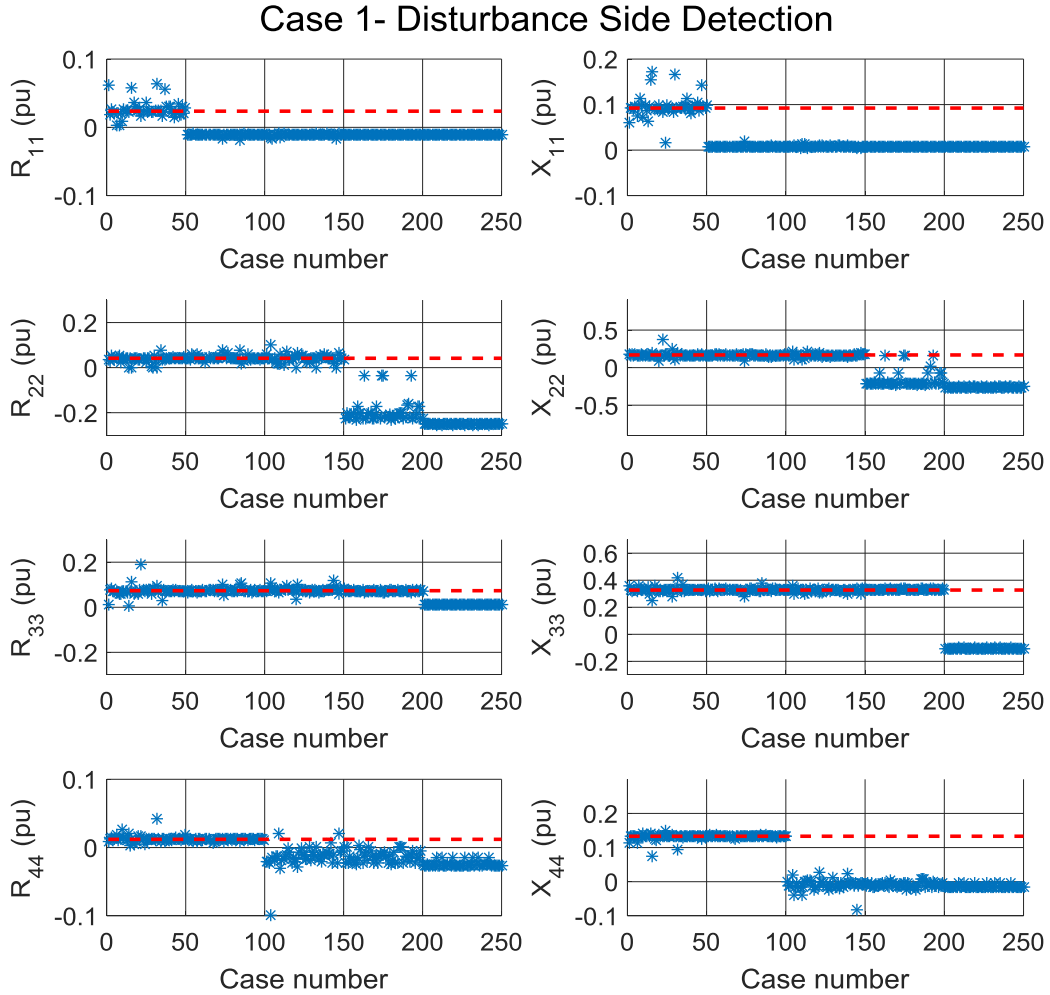 Case 1- Disturbance Side Detection
R11 (pu)
0.1
0
-0.1
0 50 100 150 200 250
Case number
X11 (pu)
0.2
0.1
0
-0.1
0 50 100 150 200 250
Case number
R22 (pu)
0.2
0
-0.2
0 50 100 150 200 250
Case number
X22 (pu)
0.5
0
-0.5
0 50 100 150 200 250
Case number
R33 (pu)
0.2
0
-0.2
0 50 100 150 200 250
Case number
X33 (pu)
0.6
0.4
0.2
0
-0.2
0 50 100 150 200 250
Case number
R44 (pu)
0.1
0
-0.1
0 50 100 150 200 250
Case number
X44 (pu)
0.2
0.1
0
-0.1
0 50 100 150 200 250
Case number